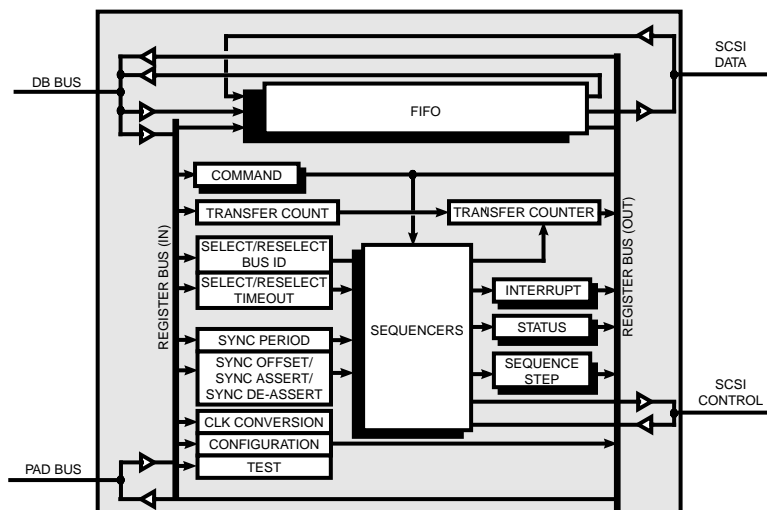 SCSI
DATA
DB BUS
FIFO
COMMAND
TRANSFER COUNT
TRANSFER COUNTER
SELECT/RESELECT
BUS ID
SELECT/RESELECT
TIMEOUT
REGISTER BUS (IN)
REGISTER BUS (OUT)
INTERRUPT
SEQUENCERS
STATUS
SYNC PERIOD
SYNC OFFSET/
SYNC ASSERT/
SYNC DE-ASSERT
SEQUENCE
STEP
SCSI
CONTROL
CLK CONVERSION
CONFIGURATION
TEST
PAD BUS